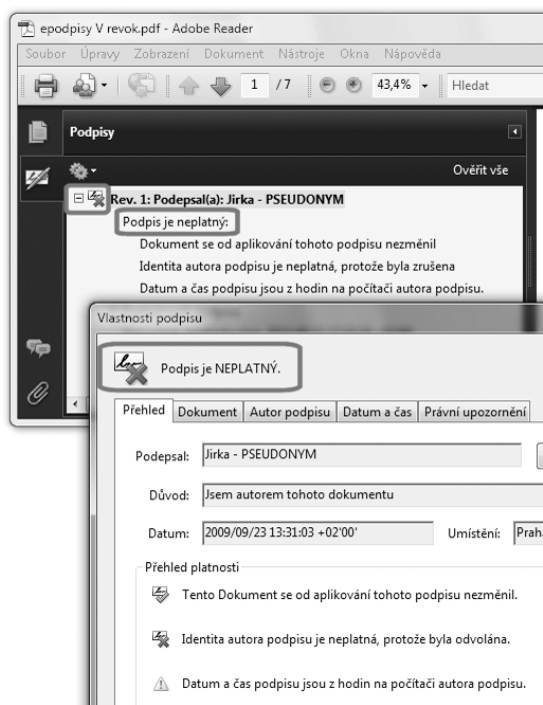 epodpisy V revok.pdf - Adobe Reader
Soubor Úpravy Zobrazení Dokument Nástroje Okna Nápověda
1 / 7 43,4% Hledat
Podpisy
Ověřit vše
Rev. 1: Podepsal(a): Jirka - PSEUDONYM
Podpis je neplatný:
Dokument se od aplikování tohoto podpisu nezměnil
Identita autora podpisu je neplatná, protože byla zrušena
Datum a čas podpisu jsou z hodin na počítači autora podpisu.
Vlastnosti podpisu
Podpis je NEPLATNÝ.
Přehled Dokument Autor podpisu Datum a čas Právní upozornění
Podepsal: Jirka - PSEUDONYM
Důvod: Jsem autorem tohoto dokumentu
Datum: 2009/09/23 13:31:03 +02'00' Umístění: Prah
Přehled platnosti
Tento Dokument se od aplikování tohoto podpisu nezměnil.
Identita autora podpisu je neplatná, protože byla odvolána.
Datum a čas podpisu jsou z hodin na počítači autora podpisu.